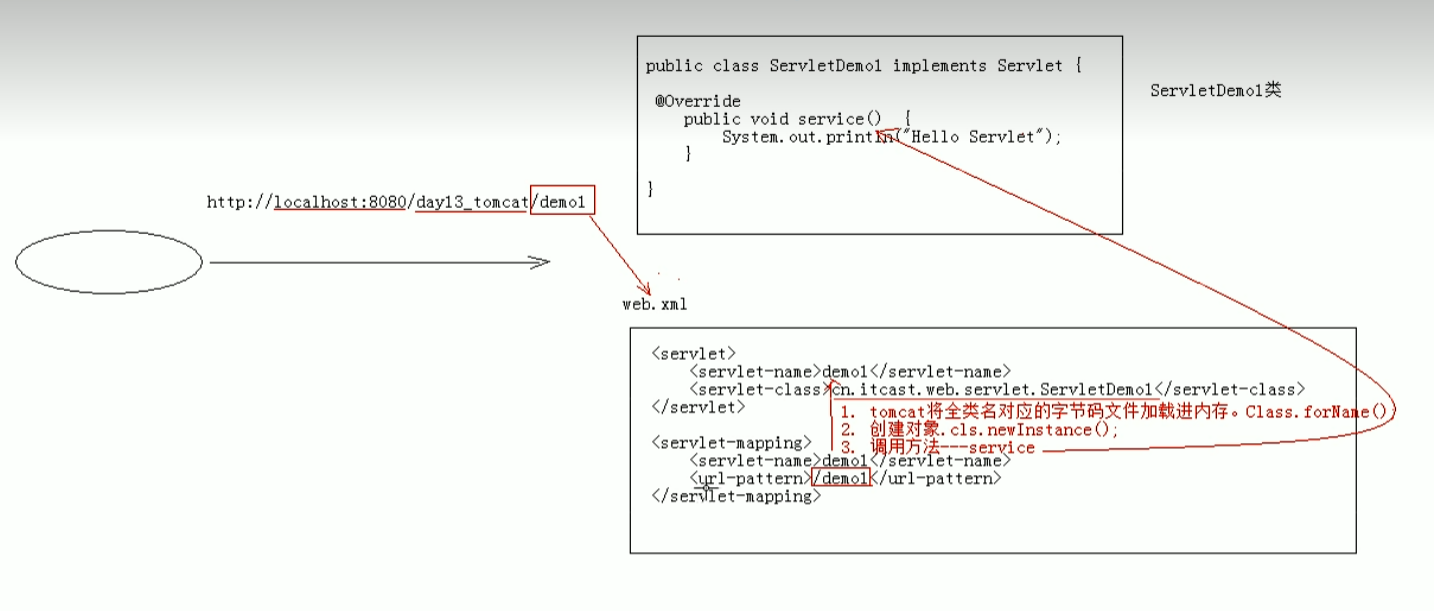 public class ServletDemo1 implements Servlet {
ServletDemo1类
@Override
public void service() {
System.out.println("Hello Servlet");
}
}
http://localhost:8080/day13_tomcat/demo1
web.xml
<servlet>
<servlet-name>demo1</servlet-name>
<servlet-class>cn.itcast.web.servlet.ServletDemo1</servlet-class>
</servlet>
1. tomcat将全类名对应的字节码文件加载进内存。Class.forName()
2. 创建对象.cls.newInstance();
<servlet-mapping>
3. 调用方法---service
<servlet-name>demo1</servlet-name>
<url-pattern>/demo1</url-pattern>
</servlet-mapping>